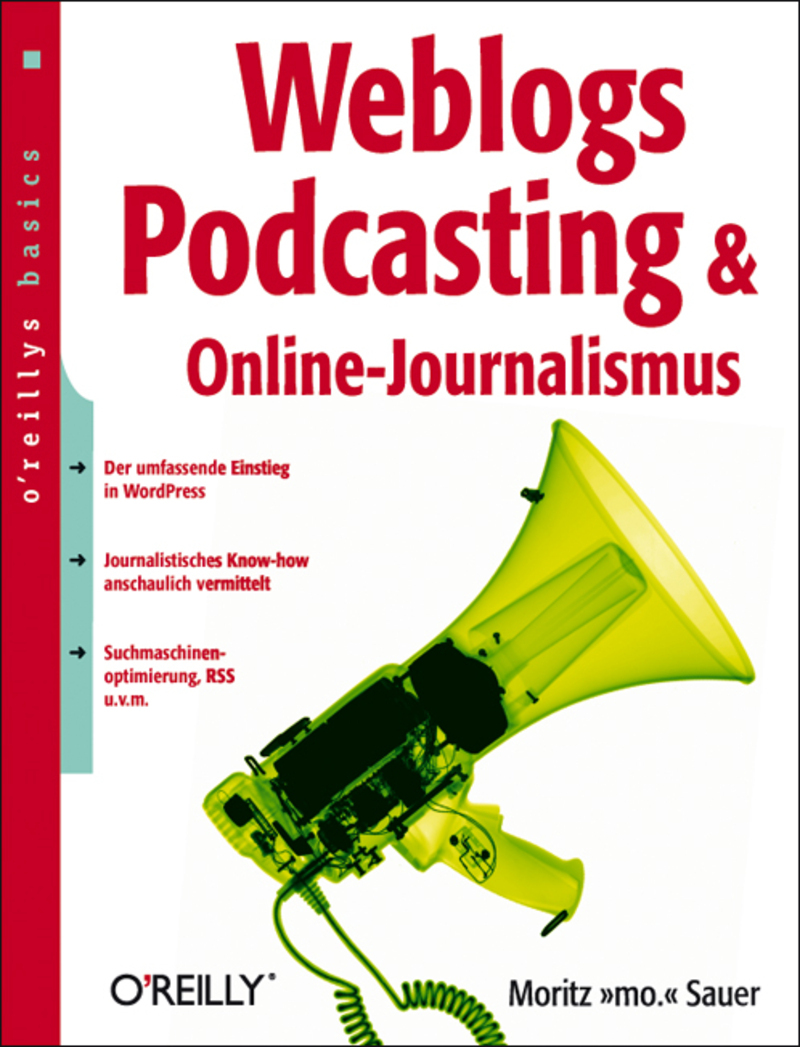 o'reillys basics
Weblogs
Podcasting &
Online-Journalismus
→ Der umfassende Einstieg
in WordPress
→ Journalistisches Know-how
anschaulich vermittelt
→ Suchmaschinen-
optimierung, RSS
u.v.m.
O'REILLY®
Moritz »mo.« Sauer